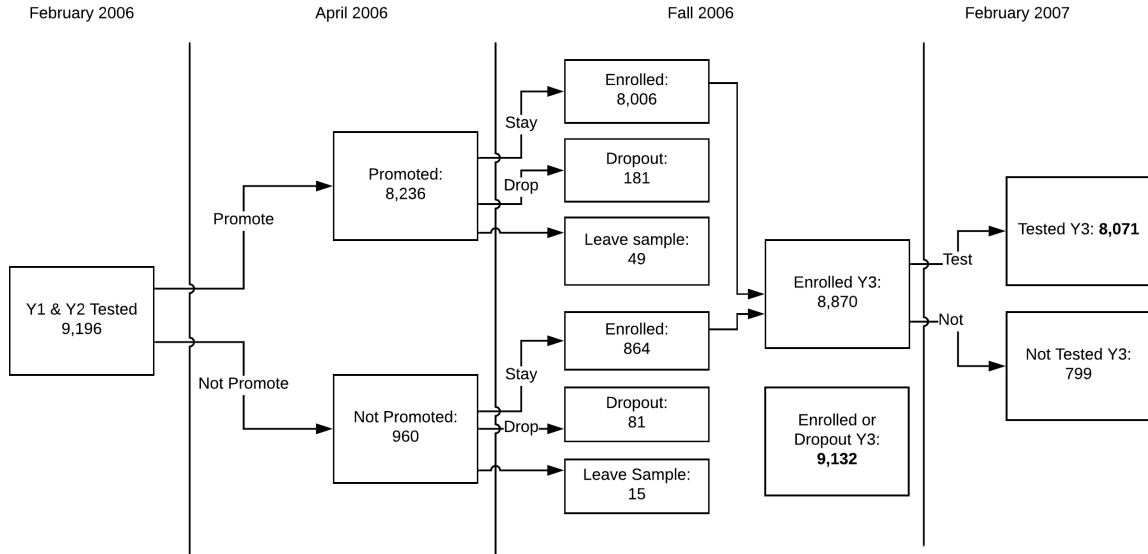 February 2006
April 2006
Fall 2006
February 2007
Y1 & Y2 Tested
9,196
Promote
Not Promote
Promoted:
8,236
Not Promoted:
960
Stay
Drop
Stay
Drop
Enrolled:
8,006
Dropout:
181
Leave sample:
49
Enrolled:
864
Dropout:
81
Leave Sample:
15
Enrolled Y3:
8,870
Enrolled or
Dropout Y3:
9,132
Test
Not
Tested Y3: 8,071
Not Tested Y3:
799